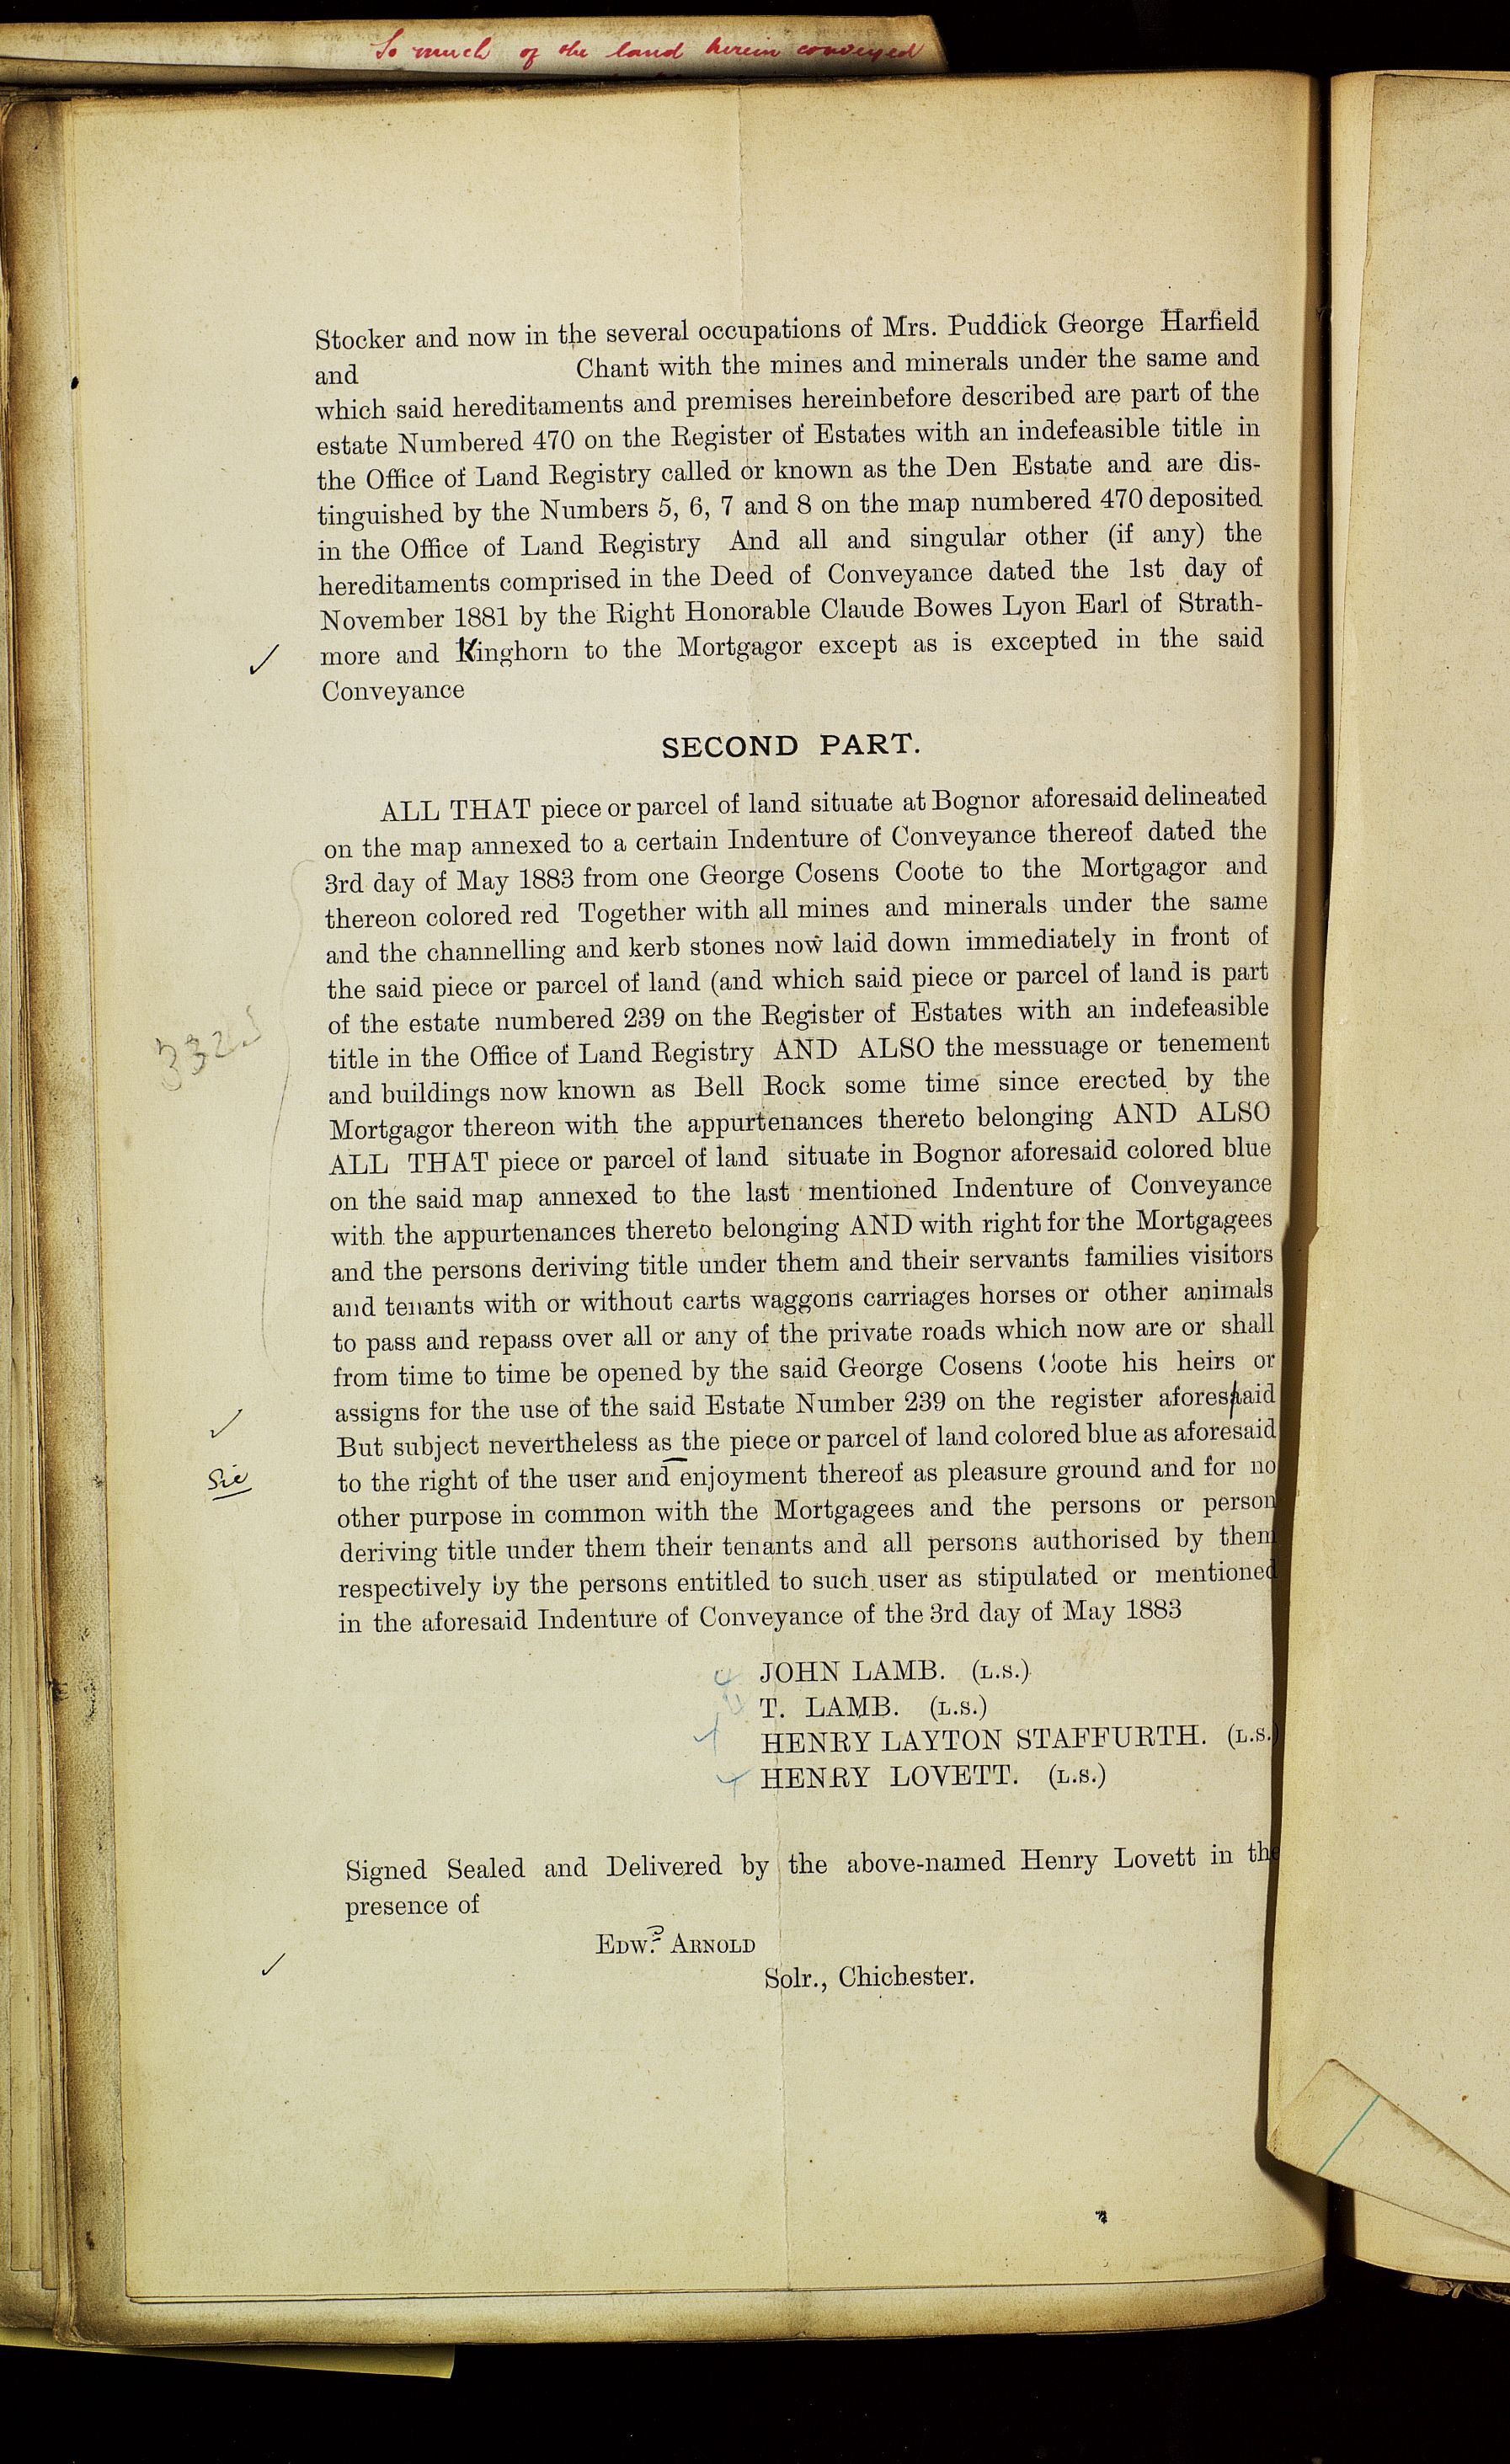 So much of the land herein conveyed
Stocker and now in the several occupations of Mrs. Puddick George Harfield
and Chant with the mines and minerals under the same and
which said hereditaments and premises hereinbefore described are part of the
estate Numbered 470 on the Register of Estates with an indefeasible title in
the Office of Land Registry called or known as the Den Estate and are dis-
tinguished by the Numbers 5, 6, 7 and 8 on the map numbered 470 deposited
in the Office of Land Registry And all and singular other (if any) the
hereditaments comprised in the Deed of Conveyance dated the 1st day of
November 1881 by the Right Honorable Claude Bowes Lyon Earl of Strath-
✓ more and Kinghorn to the Mortgagor except as is excepted in the said
Conveyance
SECOND PART.
ALL THAT piece or parcel of land situate at Bognor aforesaid delineated
on the map annexed to a certain Indenture of Conveyance thereof dated the
3rd day of May 1883 from one George Cosens Coote to the Mortgagor and
thereon colored red Together with all mines and minerals under the same
and the channelling and kerb stones now laid down immediately in front of
the said piece or parcel of land (and which said piece or parcel of land is part
of the estate numbered 239 on the Register of Estates with an indefeasible
title in the Office of Land Registry AND ALSO the messuage or tenement
and buildings now known as Bell Rock some time since erected by the
Mortgagor thereon with the appurtenances thereto belonging AND ALSO
ALL THAT piece or parcel of land situate in Bognor aforesaid colored blue
on the said map annexed to the last mentioned Indenture of Conveyance
with the appurtenances thereto belonging AND with right for the Mortgagees
and the persons deriving title under them and their servants families visitors
and tenants with or without carts waggons carriages horses or other animals
to pass and repass over all or any of the private roads which now are or shall
from time to time be opened by the said George Cosens Coote his heirs or
assigns for the use of the said Estate Number 239 on the register aforesaid
✓ But subject nevertheless as the piece or parcel of land colored blue as aforesaid
Sic to the right of the user and enjoyment thereof as pleasure ground and for no
other purpose in common with the Mortgagees and the persons or person
deriving title under them their tenants and all persons authorised by them
respectively by the persons entitled to such user as stipulated or mentioned
in the aforesaid Indenture of Conveyance of the 3rd day of May 1883
JOHN LAMB. (L.S.)
T. LAMB. (L.S.)
HENRY LAYTON STAFFURTH. (L.S.)
HENRY LOVETT. (L.S.)
Signed Sealed and Delivered by the above-named Henry Lovett in the
presence of
EDWD. ARNOLD
✓ Solr., Chichester.